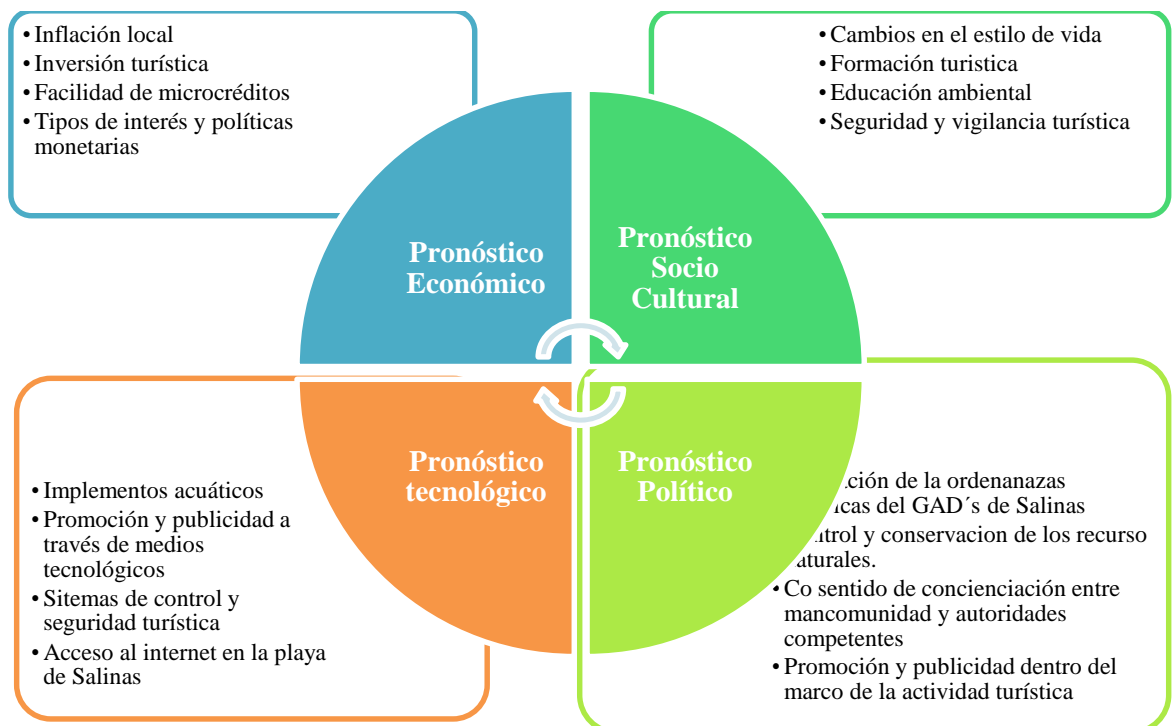 • Inflación local
• Inversión turística
• Facilidad de microcréditos
• Tipos de interés y políticas
monetarias
• Cambios en el estilo de vida
• Formación turistica
• Educación ambiental
• Seguridad y vigilancia turística
Pronóstico
Económico
Pronóstico
Socio
Cultural
Pronóstico
tecnológico
Pronóstico
Político
• Implementos acuáticos
• Promoción y publicidad a
través de medios
tecnológicos
• Sitemas de control y
seguridad turística
• Acceso al internet en la playa
de Salinas
de la ordenanazas
del GAD´s de Salinas
y conservacion de los recurso
• Co sentido de concienciación entre
mancomunidad y autoridades
competentes
• Promoción y publicidad dentro del
marco de la actividad turística